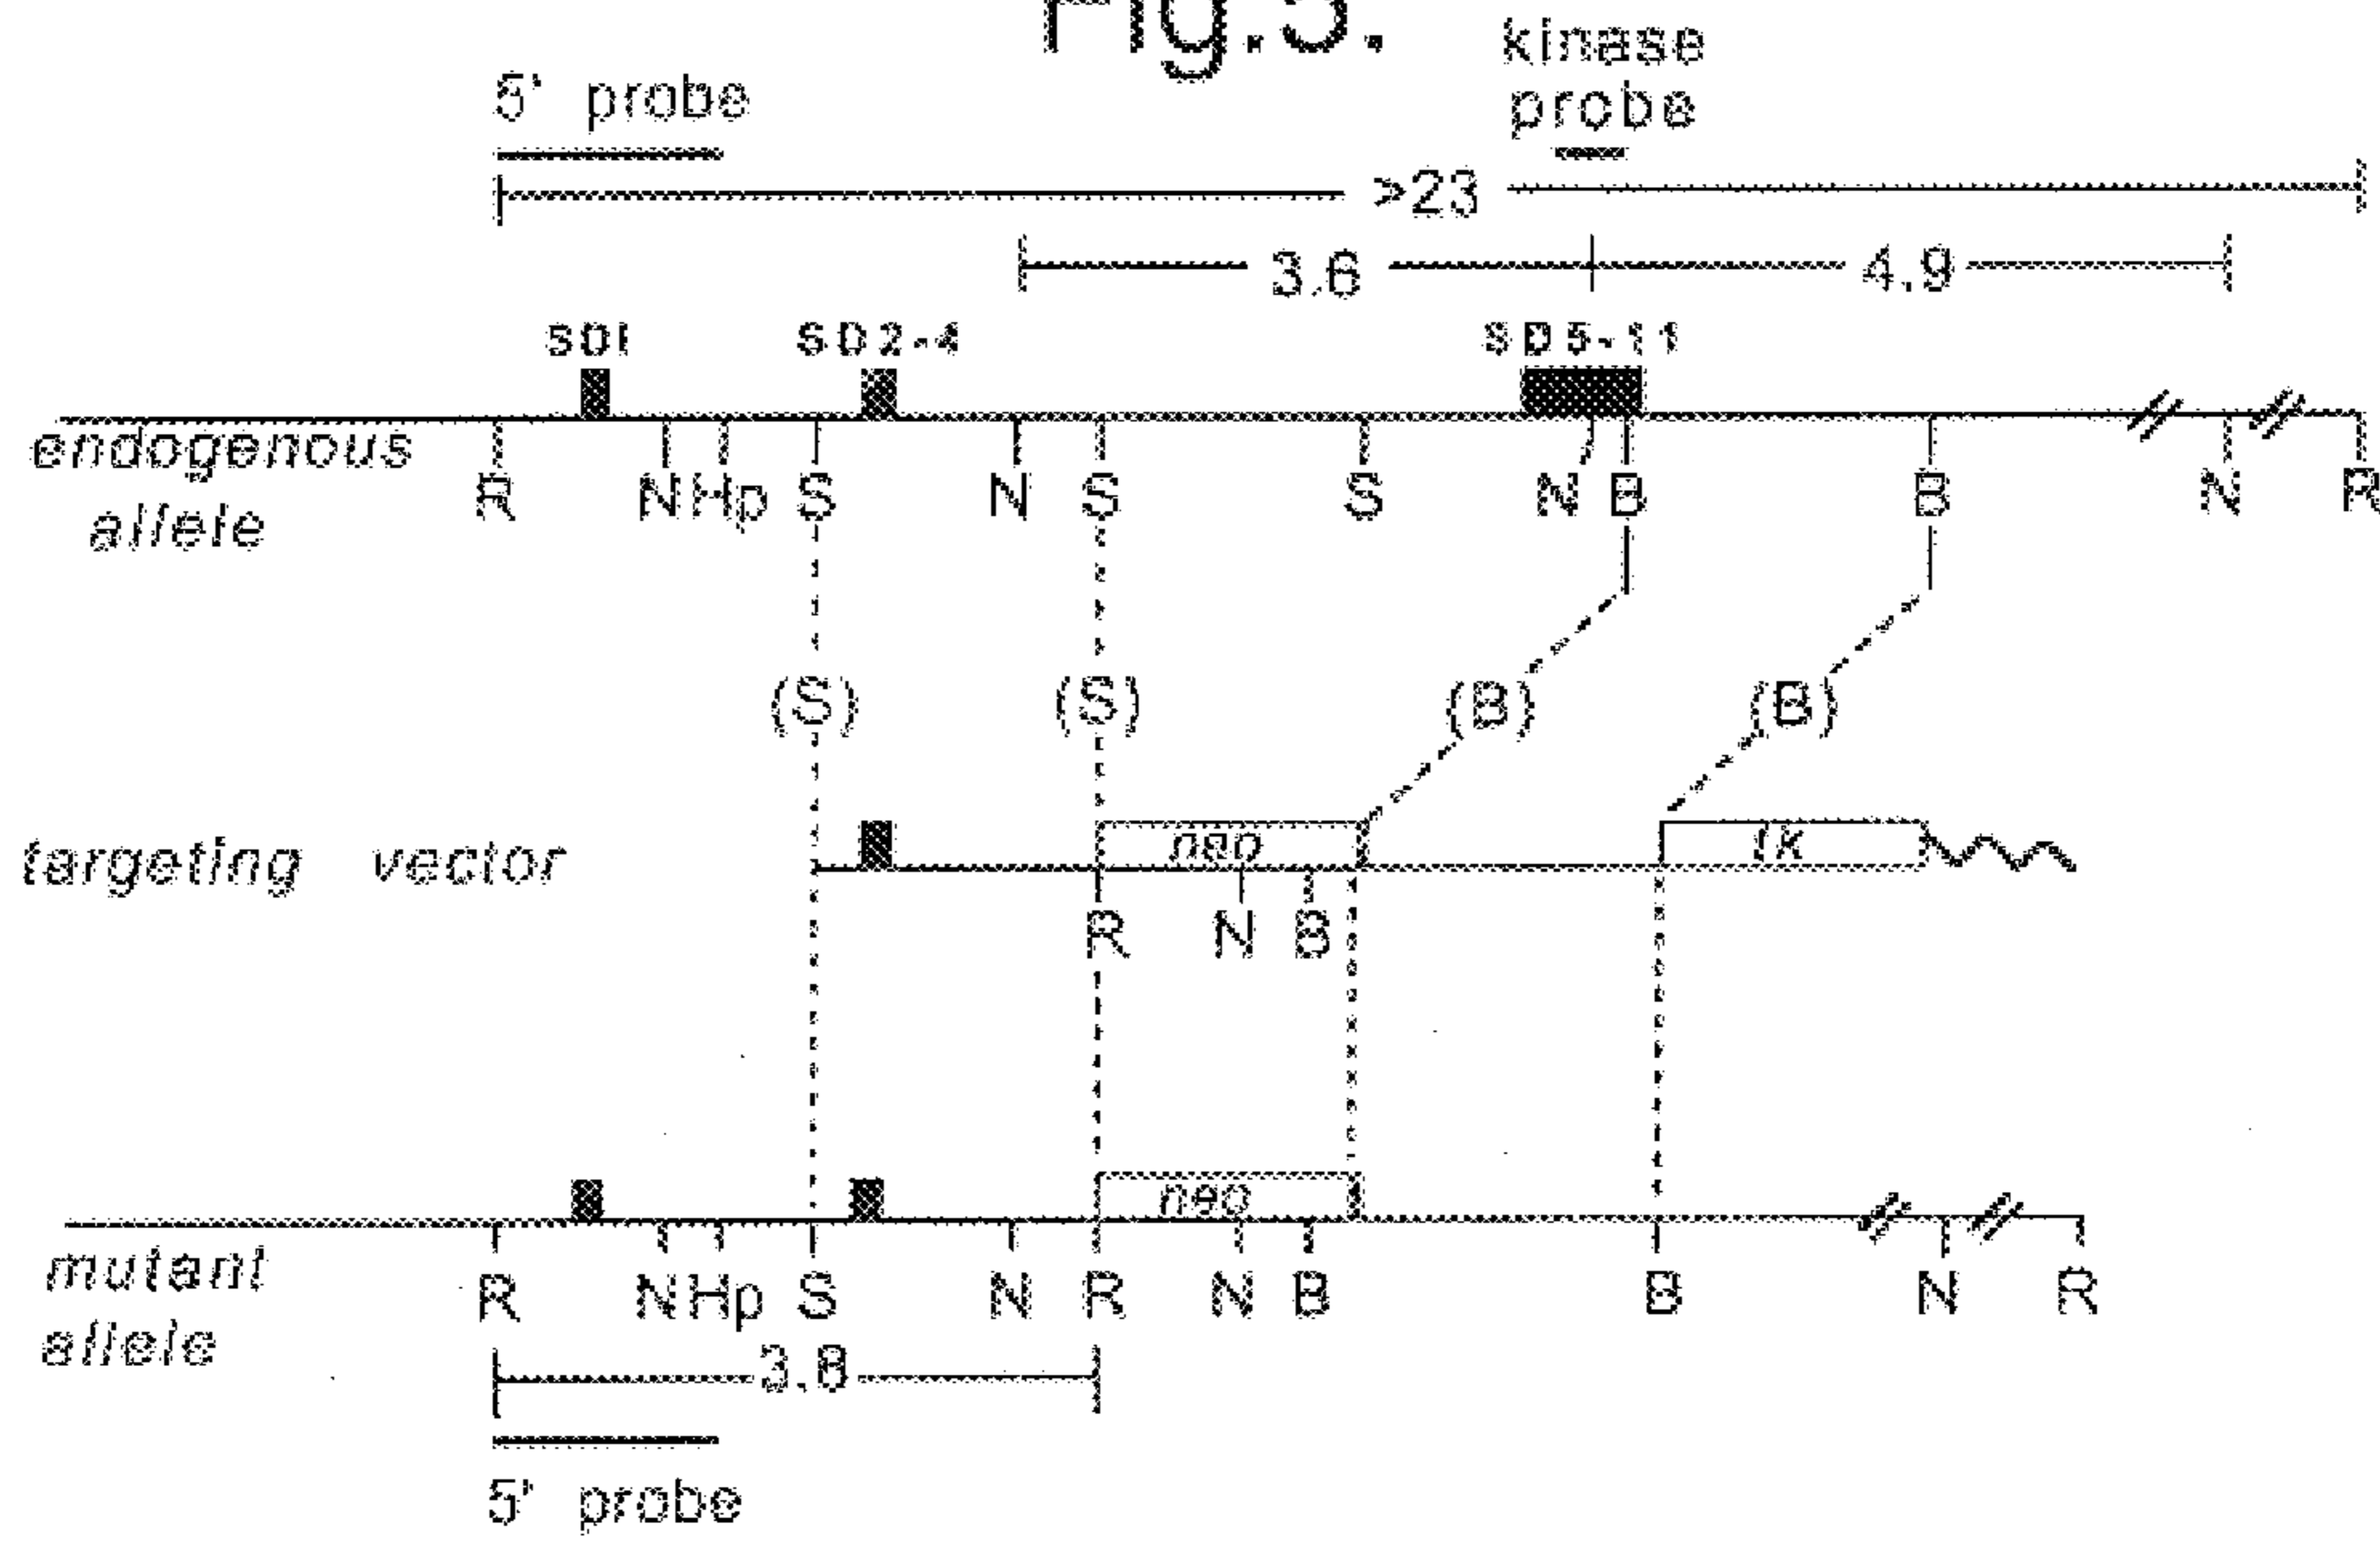 Fig.5.
5' probe
kinase
probe
>23
3.6
4.9
SD1
SD2-4
SD5-11
endogenous
allele
R N Hp S N S S N B B N R
(S) (S) (B) (B)
targeting vector
neo
tk
R N B
neo
mutant
allele
R N Hp S N R N B B N R
3.8
5' probe